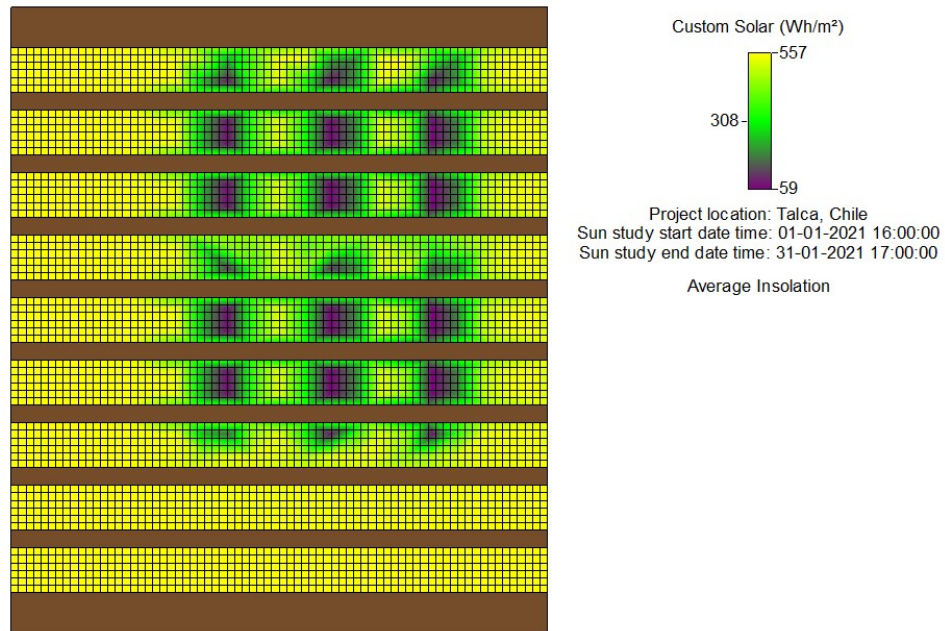 Custom Solar (Wh/m²)
557
308
59
Project location: Talca, Chile
Sun study start date time: 01-01-2021 16:00:00
Sun study end date time: 31-01-2021 17:00:00
Average Insolation